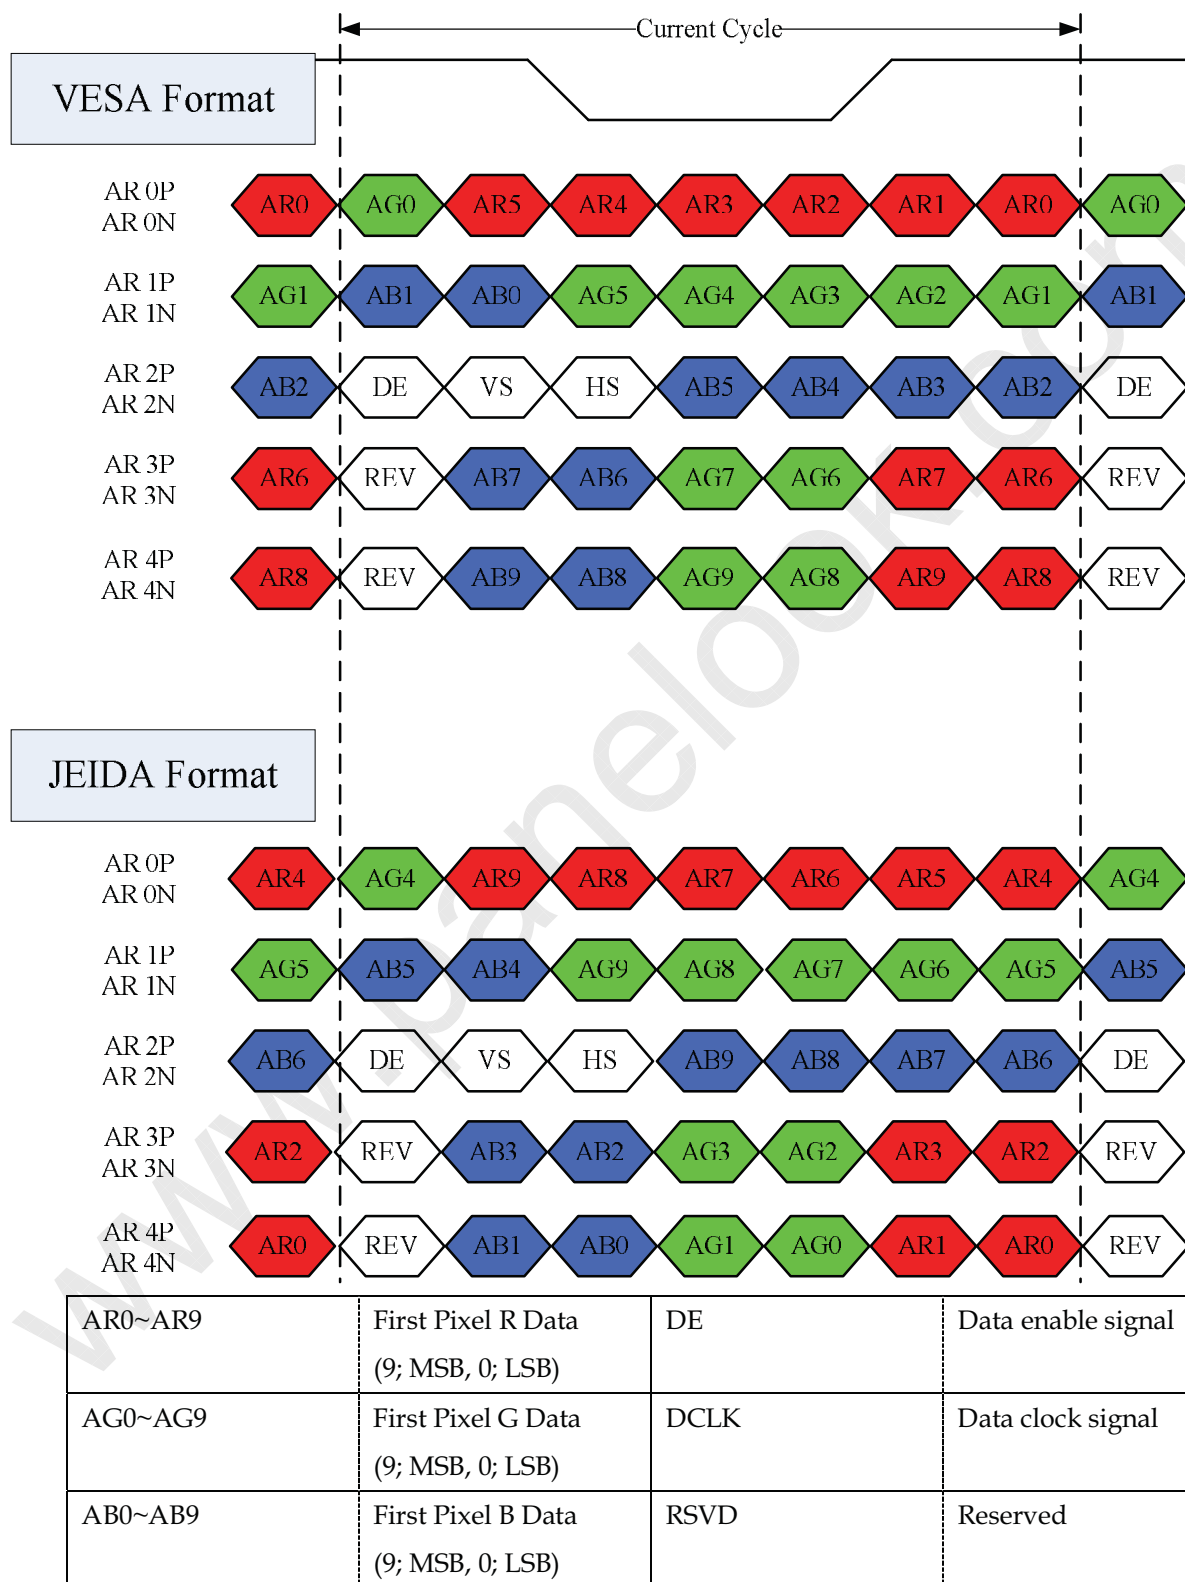 Current Cycle
VESA Format
AR 0P
AR 0N
AR0 AG0 AR5 AR4 AR3 AR2 AR1 AR0 AG0
AR 1P
AR 1N
AG1 AB1 AB0 AG5 AG4 AG3 AG2 AG1 AB1
AR 2P
AR 2N
AB2 DE VS HS AB5 AB4 AB3 AB2 DE
AR 3P
AR 3N
AR6 REV AB7 AB6 AG7 AG6 AR7 AR6 REV
AR 4P
AR 4N
AR8 REV AB9 AB8 AG9 AG8 AR9 AR8 REV
JEIDA Format
AR 0P
AR 0N
AR4 AG4 AR9 AR8 AR7 AR6 AR5 AR4 AG4
AR 1P
AR 1N
AG5 AB5 AB4 AG9 AG8 AG7 AG6 AG5 AB5
AR 2P
AR 2N
AB6 DE VS HS AB9 AB8 AB7 AB6 DE
AR 3P
AR 3N
AR2 REV AB3 AB2 AG3 AG2 AR3 AR2 REV
AR 4P
AR 4N
AR0 REV AB1 AB0 AG1 AG0 AR1 AR0 REV
AR0~AR9 First Pixel R Data DE Data enable signal
(9; MSB, 0; LSB)
AG0~AG9 First Pixel G Data DCLK Data clock signal
(9; MSB, 0; LSB)
AB0~AB9 First Pixel B Data RSVD Reserved
(9; MSB, 0; LSB)
www.panelook.com